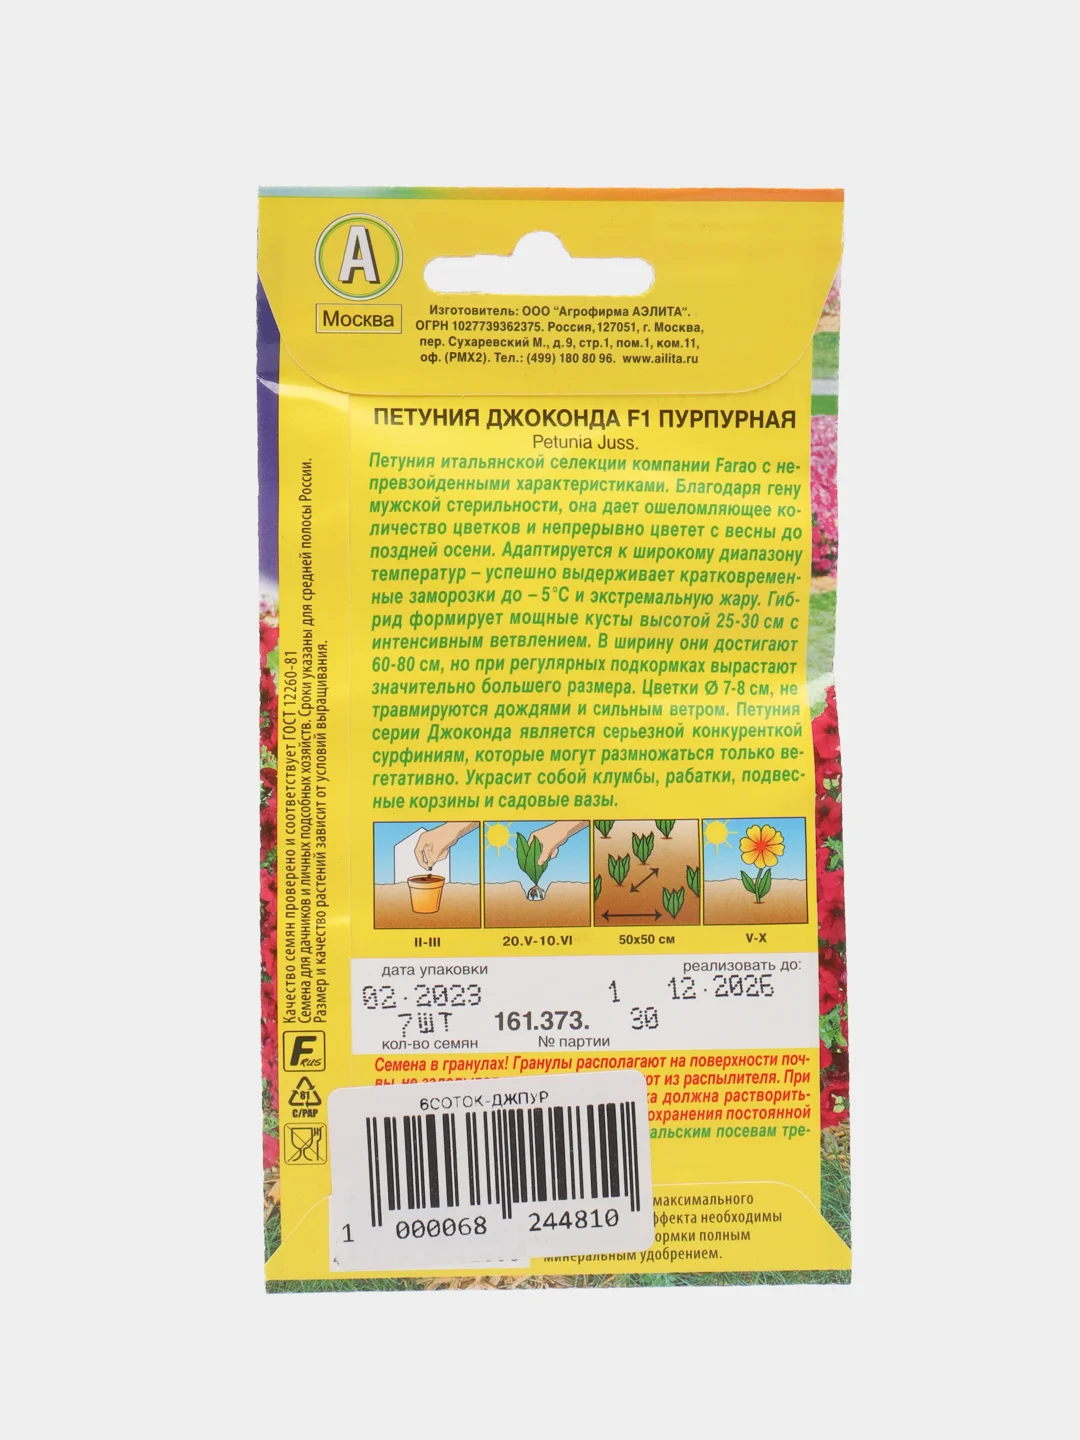 А
Москва
Изготовитель: ООО "Агрофирма АЭЛИТА".
ОГРН 1027739362375. Россия,127051, г. Москва,
пер. Сухаревский М., д.9, стр.1, пом.1, ком.11,
оф. (РМХ2). Тел.: (499) 180 80 96. www.ailita.ru
ПЕТУНИЯ ДЖОКОНДА F1 ПУРПУРНАЯ
Petunia Juss.
Петуния итальянской селекции компании Farao с не-
превзойденными характеристиками. Благодаря гену
мужской стерильности, она дает ошеломляющее ко-
личество цветков и непрерывно цветет с весны до
поздней осени. Адаптируется к широкому диапазону
температур – успешно выдерживает кратковремен-
ные заморозки до – 5°С и экстремальную жару. Гиб-
рид формирует мощные кусты высотой 25-30 см с
интенсивным ветвлением. В ширину они достигают
60-80 см, но при регулярных подкормках вырастают
значительно большего размера. Цветки Ø 7-8 см, не
травмируются дождями и сильным ветром. Петуния
серии Джоконда является серьезной конкуренткой
сурфиниям, которые могут размножаться только ве-
гетативно. Украсит собой клумбы, рабатки, подвес-
ные корзины и садовые вазы.
II-III
20.V-10.VI
50x50 см
V-X
дата упаковки
реализовать до:
02.2023
1
12.2026
7ШТ
161.373.
30
кол-во семян
№ партии
Семена в гранулах! Гранулы располагают на поверхности поч-
вы, не
из распылителя. При
должна растворить-
охранения постоянной
альским посевам тре-
максимального
ффекта необходимы
ормки полным
минеральным удобрением.
Качество семян проверено и соответствует ГОСТ 12260-81
Семена для дачников и личных подсобных хозяйств. Сроки указаны для средней полосы России.
Размер и качество растений зависит от условий выращивания.
F RUS
81
C/PAP
6СОТОК-ДЖПУР
1 000068 244810